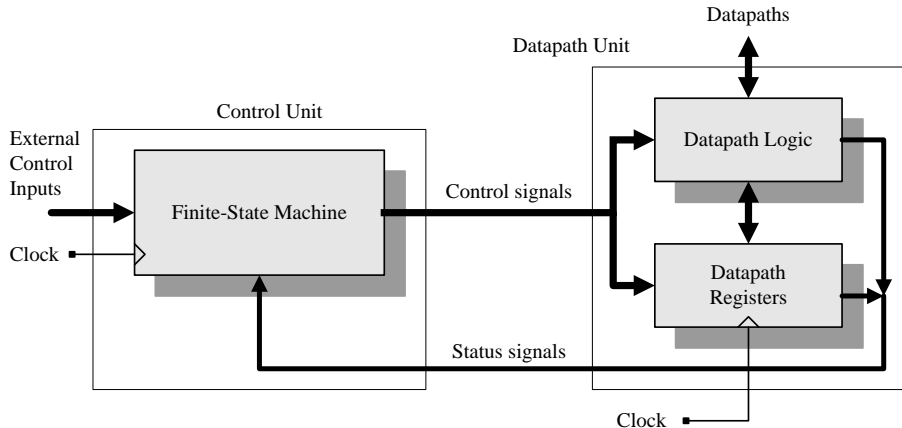 Datapaths
Datapath Unit
Control Unit
External
Control
Inputs
Datapath Logic
Control signals
Finite-State Machine
Clock
Datapath
Registers
Status signals
Clock